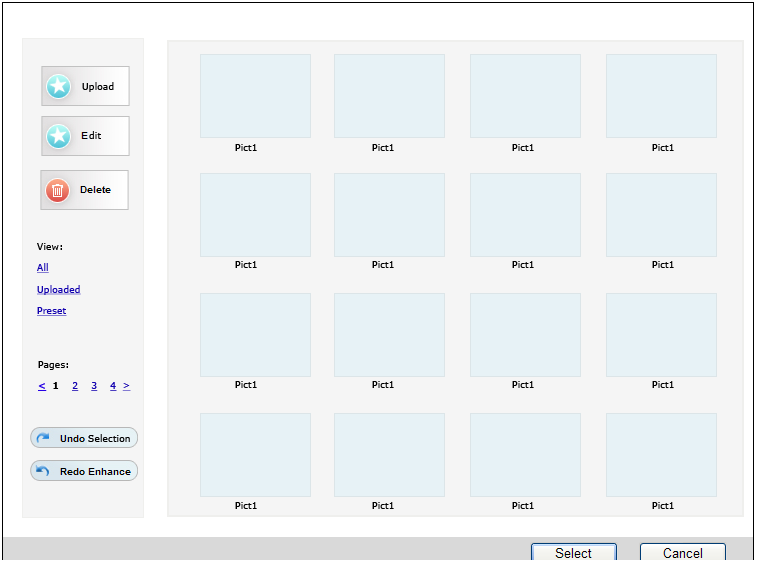 Upload
Edit
Delete
View:
All
Uploaded
Preset
Pages:
< 1 2 3 4 >
Undo Selection
Redo Enhance
Pict1 Pict1 Pict1 Pict1
Pict1 Pict1 Pict1 Pict1
Pict1 Pict1 Pict1 Pict1
Pict1 Pict1 Pict1 Pict1
Select Cancel